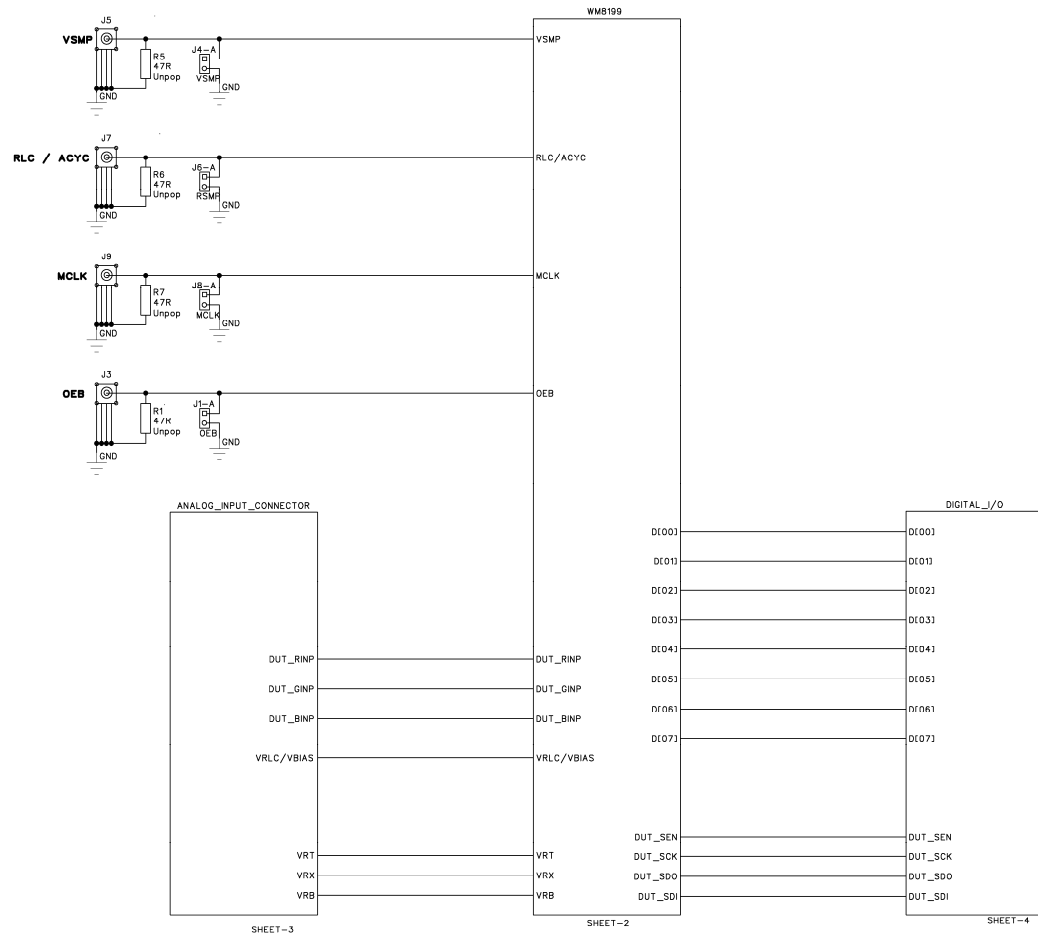 WM8199
J5
VSMP
R5
47R
Unpop
J4-A
VSMP
GND
GND
VSMP
J7
RLC / ACYC
R6
47R
Unpop
J6-A
RSMP
GND
GND
RLC/ACYC
J9
MCLK
R7
47R
Unpop
J8-A
MCLK
GND
GND
MCLK
J3
OEB
R1
47R
Unpop
J1-A
OEB
GND
GND
OEB
ANALOG_INPUT_CONNECTOR
DUT_RINP
DUT_GINP
DUT_BINP
VRLC/VBIAS
VRT
VRX
VRB
SHEET-3
DUT_RINP
DUT_GINP
DUT_BINP
VRLC/VBIAS
VRT
VRX
VRB
D[00]
D[01]
D[02]
D[03]
D[04]
D[05]
D[06]
D[07]
DUT_SEN
DUT_SCK
DUT_SDO
DUT_SDI
SHEET-2
DIGITAL_I/O
D[00]
D[01]
D[02]
D[03]
D[04]
D[05]
D[06]
D[07]
DUT_SEN
DUT_SCK
DUT_SDO
DUT_SDI
SHEET-4